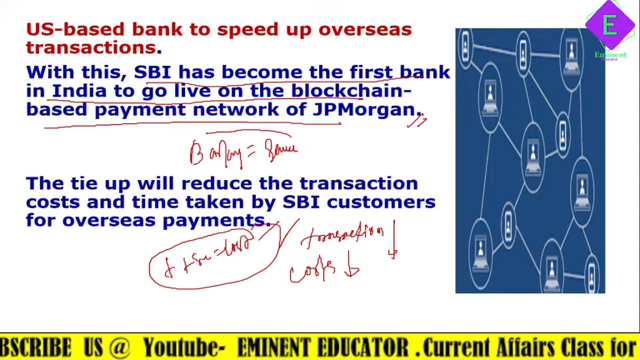 US-based bank to speed up overseas
transactions.
With this, SBI has become the first bank
in India to go live on the blockchain-
based payment network of JPMorgan.
The tie up will reduce the transaction
costs and time taken by SBI customers
for overseas payments.
transaction
costs
E
Eminent
BSCRIBE US @ Youtube- EMINENT EDUCATOR .Current Affairs Class for